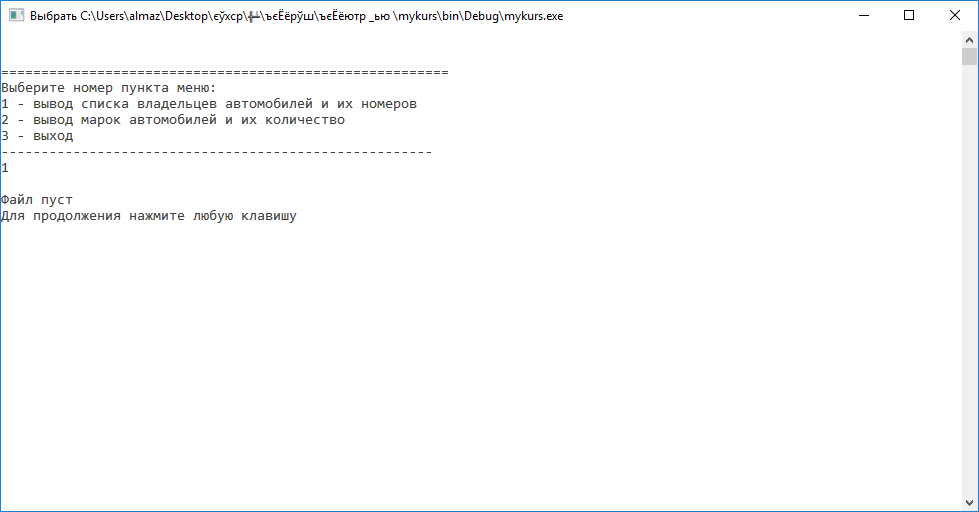 Выбрать C:\Users\almaz\Desktop\єўхср\╬╨\ъєЁёрўш\ъєЁёютр _ью \mykurs\bin\Debug\mykurs.exe
========================================================
Выберите номер пункта меню:
1 - вывод списка владельцев автомобилей и их номеров
2 - вывод марок автомобилей и их количество
3 - выход
------------------------------------------------------
1
Файл пуст
Для продолжения нажмите любую клавишу